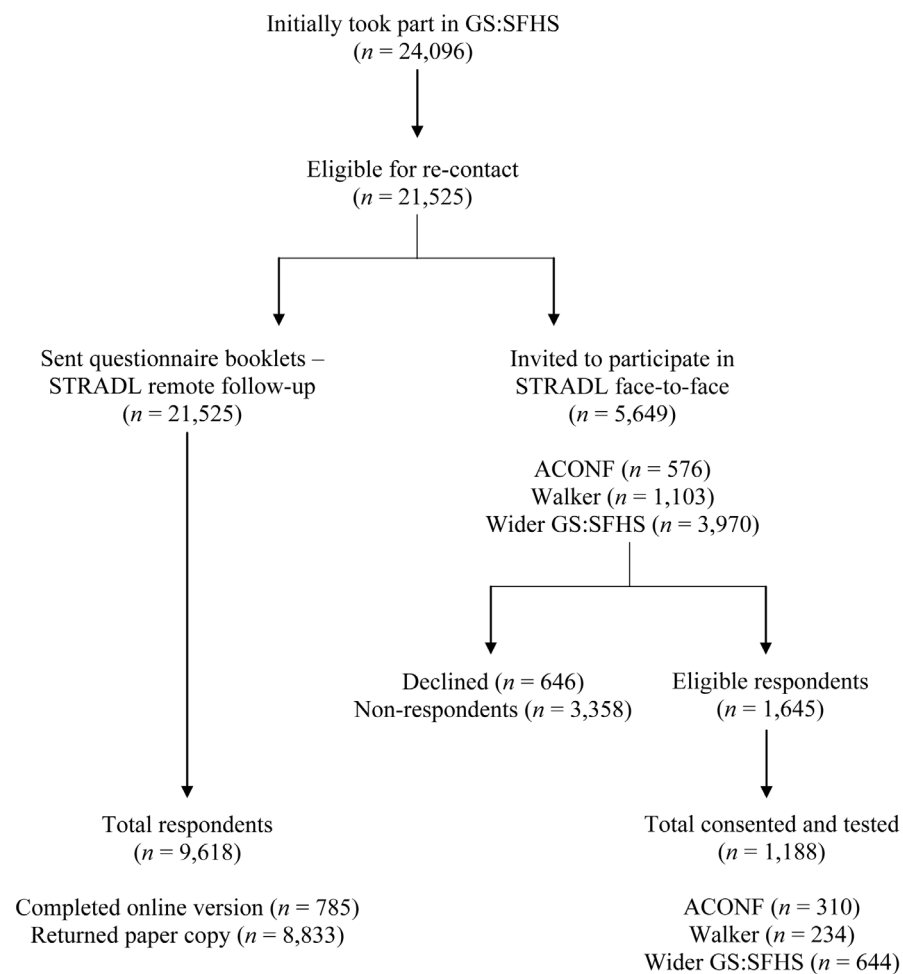 Initially took part in GS:SFHS
(n = 24,096)
Eligible for re-contact
(n = 21,525)
Sent questionnaire booklets –
STRADL remote follow-up
(n = 21,525)
Invited to participate in
STRADL face-to-face
(n = 5,649)
ACONF (n = 576)
Walker (n = 1,103)
Wider GS:SFHS (n = 3,970)
Declined (n = 646)
Non-respondents (n = 3,358)
Eligible respondents
(n = 1,645)
Total respondents
(n = 9,618)
Completed online version (n = 785)
Returned paper copy (n = 8,833)
Total consented and tested
(n = 1,188)
ACONF (n = 310)
Walker (n = 234)
Wider GS:SFHS (n = 644)